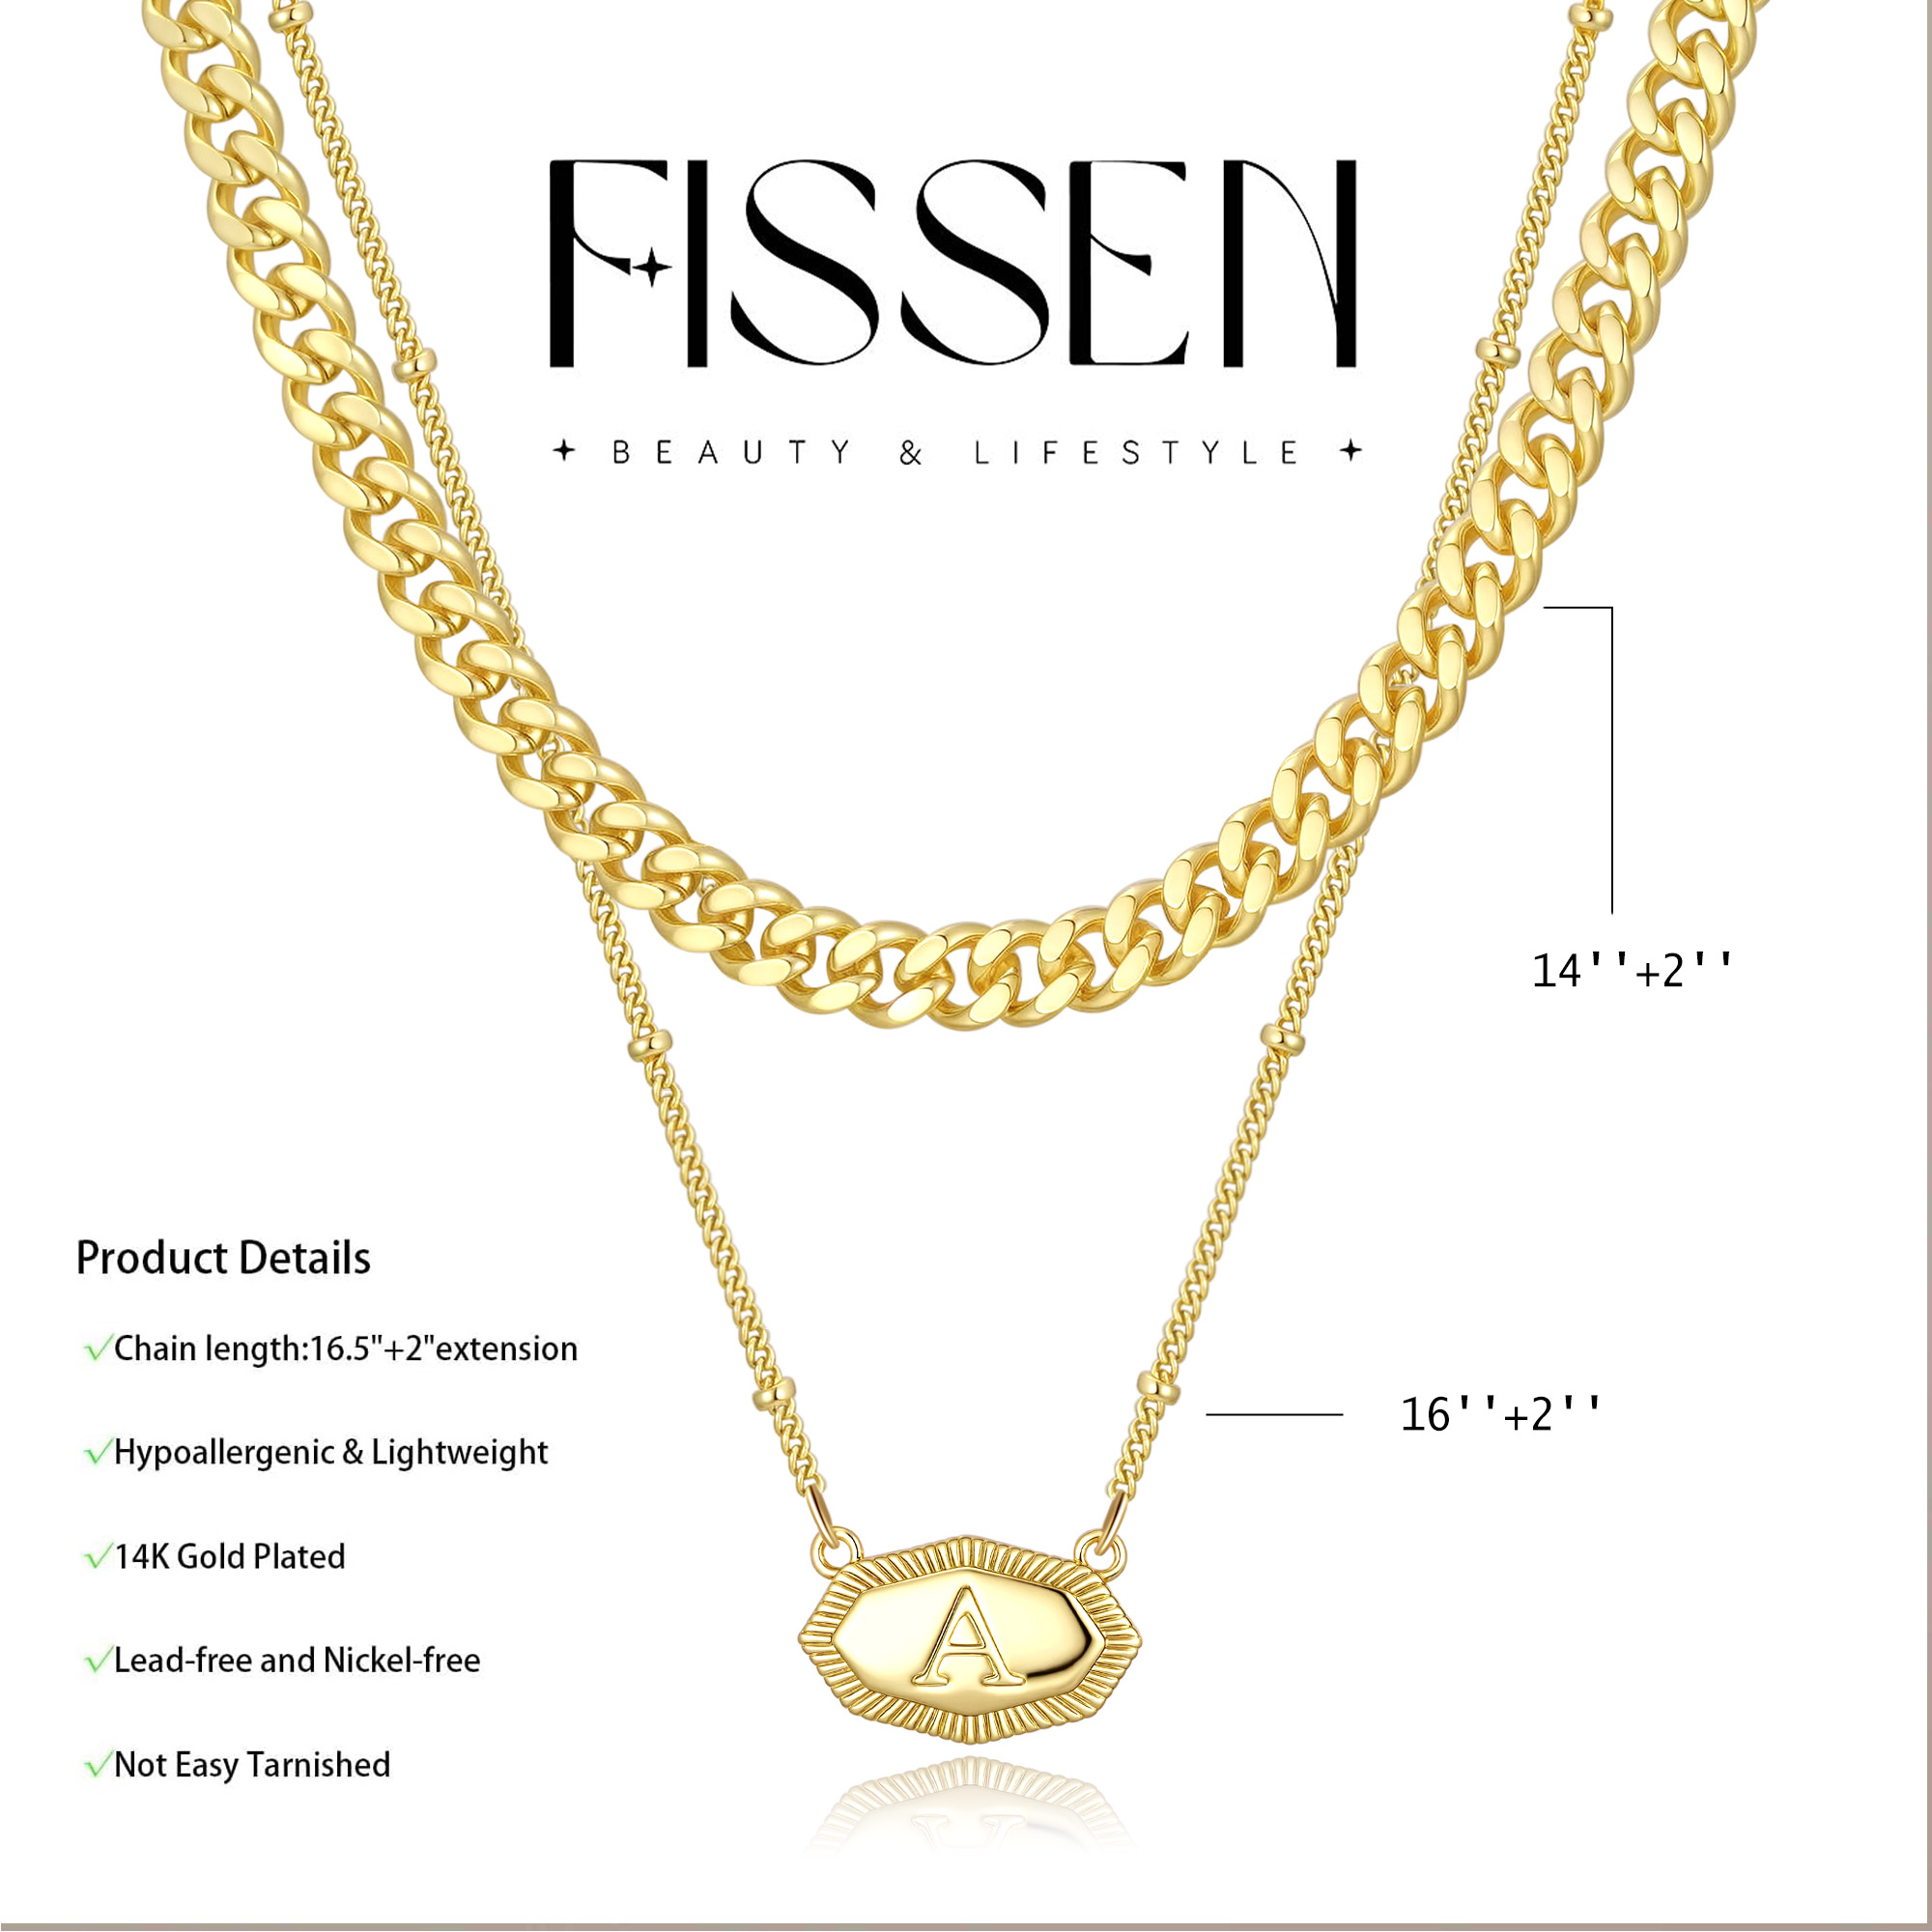 FISSEN
BEAUTY & LIFESTYLE
14''+2''
Product Details
√Chain length:16.5"+2"extension
16''+2''
√Hypoallergenic & Lightweight
√14K Gold Plated
A
√Lead-free and Nickel-free
√Not Easy Tarnished